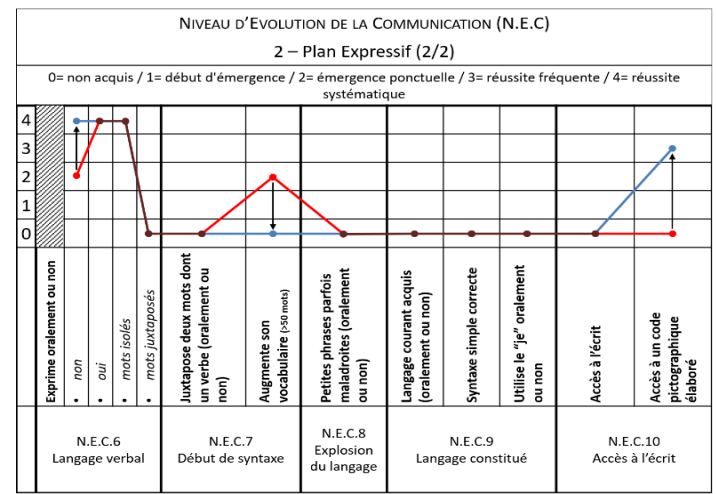 NIVEAU D'EVOLUTION DE LA COMMUNICATION (N.E.C)
2 – Plan Expressif (2/2)
0= non acquis / 1= début d'émergence / 2= émergence ponctuelle / 3= réussite fréquente / 4= réussite
systématique
4
3
2
1
0
Exprime oralement ou non
• non
• oui
• mots isolés
• mots juxtaposés
Juxtapose deux mots dont
un verbe (oralement ou
non)
Augmente son
vocabulaire (>50 mots)
Petites phrases parfois
maladroites (oralement
ou non)
Langage courant acquis
(oralement ou non)
Syntaxe simple correcte
Utilise le "je" oralement
ou non
Accès à l'écrit
Accès à un code
pictographique
élaboré
N.E.C.6
Langage verbal
N.E.C.7
Début de syntaxe
N.E.C.8
Explosion
du langage
N.E.C.9
Langage constitué
N.E.C.10
Accès à l'écrit